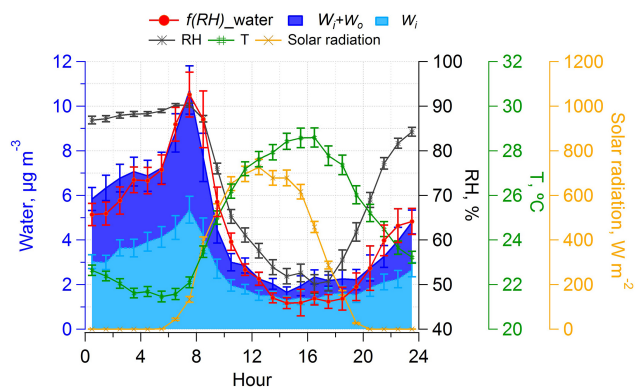 f(RH)_water Wi+Wo Wi
RH T Solar radiation
12 100 32 1200
10 90 30 1000
8 80 28 800
6 70 26 600
4 60 24 400
2 50 22 200
0 40 20 0
Water, µg m-3
RH, %
T, ºC
Solar radiation, W m-2
0 4 8 12 16 20 24
Hour